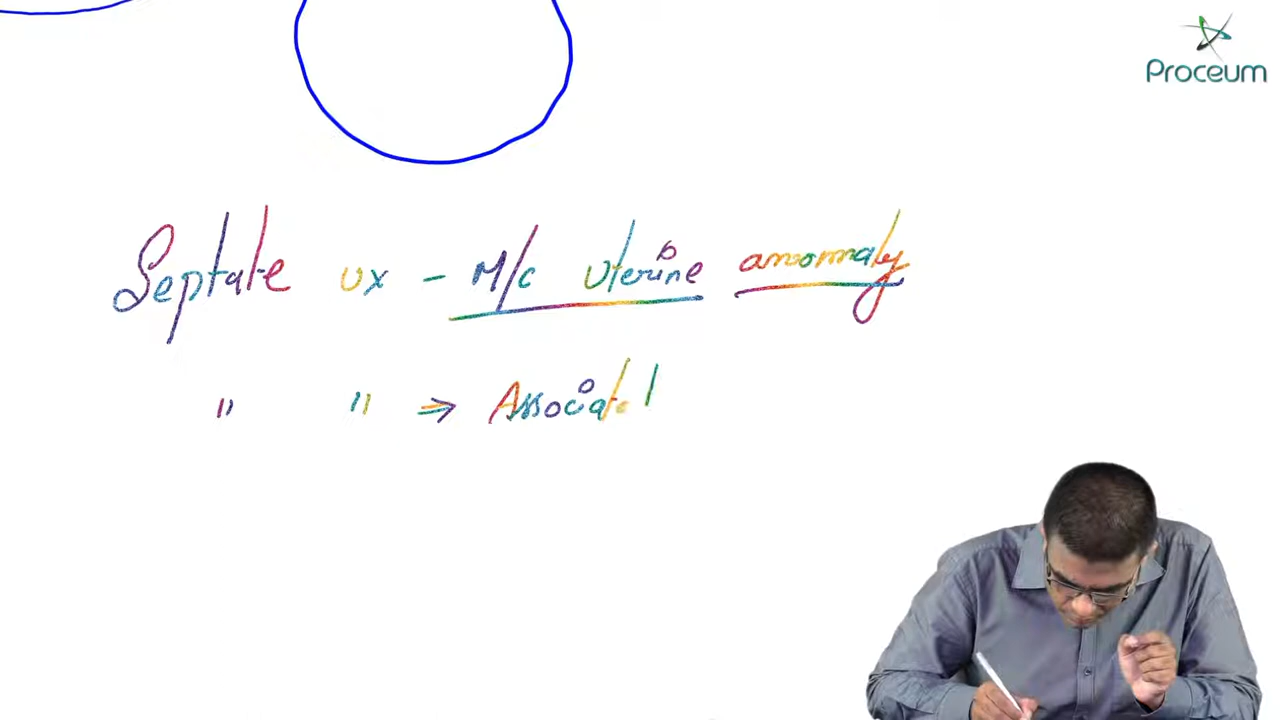 Proceum
Septate Ux - M/c Uterine anomaly
" " ⇒ Associated